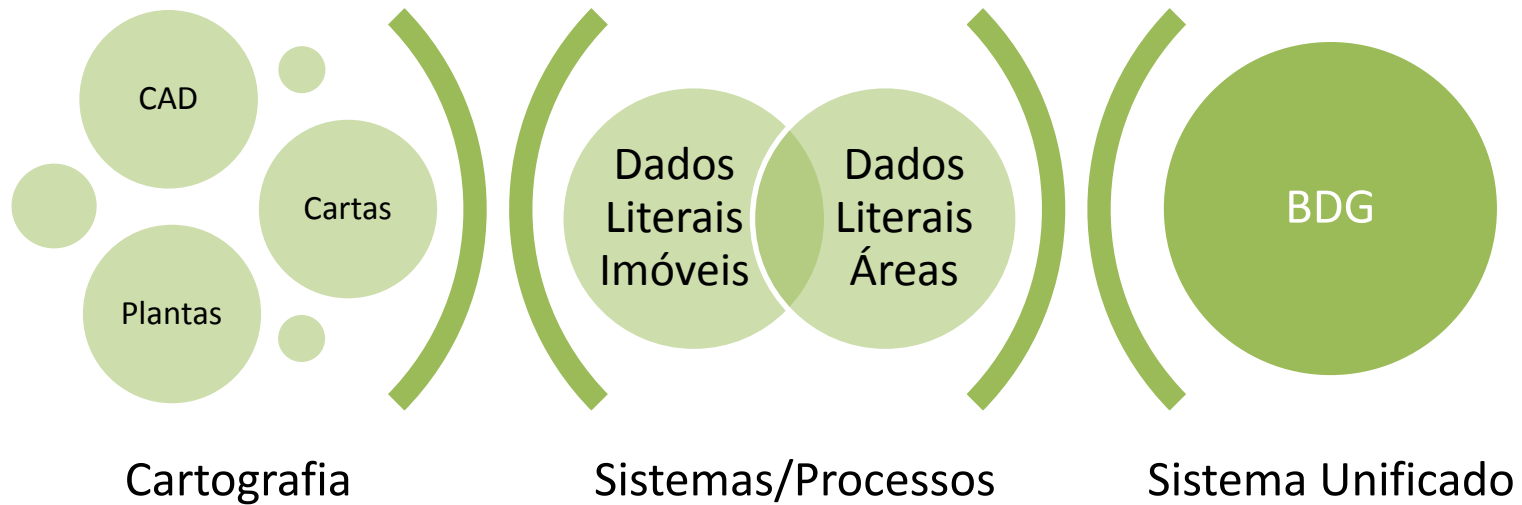 CAD
Cartas
Plantas
Cartografia
Dados
Literais
Imóveis
Dados
Literais
Áreas
Sistemas/Processos
BDG
Sistema Unificado